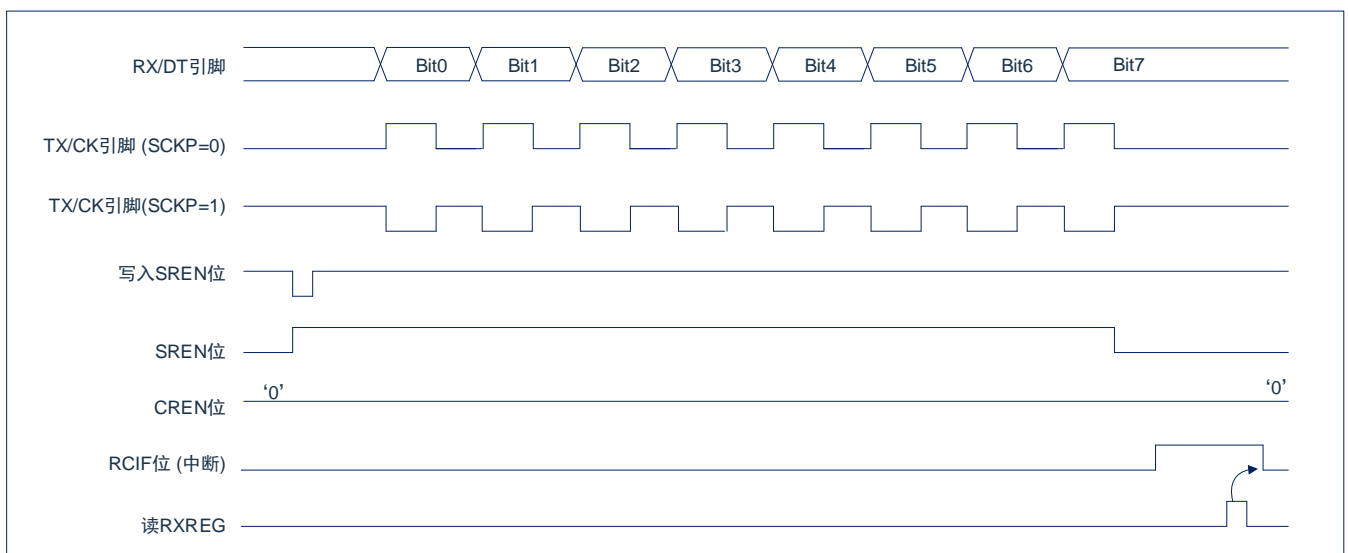 RX/DT引脚 Bit0 Bit1 Bit2 Bit3 Bit4 Bit5 Bit6 Bit7
TX/CK引脚 (SCKP=0)
TX/CK引脚(SCKP=1)
写入SREN位
SREN位
‘0’ ‘0’
CREN位
RCIF位 (中断)
读RXREG